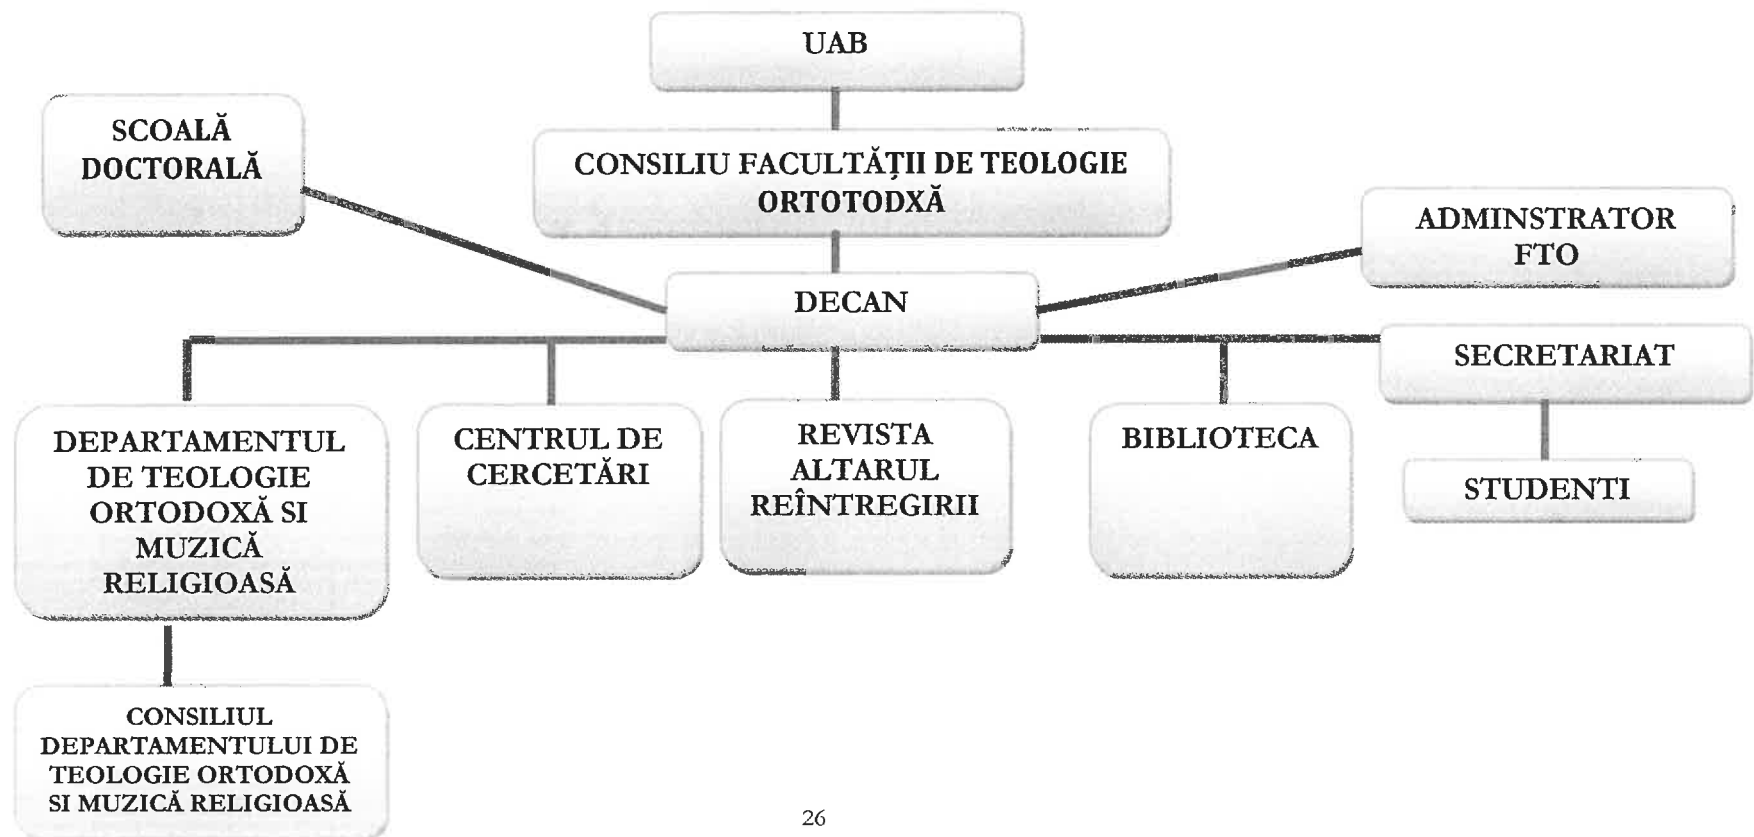 UAB
SCOALĂ
DOCTORALĂ
CONSILIU FACULTĂȚII DE TEOLOGIE
ORTOTODXĂ
ADMINSTRATOR
FTO
DECAN
SECRETARIAT
DEPARTAMENTUL
DE TEOLOGIE
ORTODOXĂ SI
MUZICĂ
RELIGIOASĂ
CENTRUL DE
CERCETĂRI
REVISTA
ALTARUL
REÎNTREGIRII
BIBLIOTECA
STUDENTI
CONSILIUL
DEPARTAMENTULUI DE
TEOLOGIE ORTODOXĂ
SI MUZICĂ RELIGIOASĂ
26